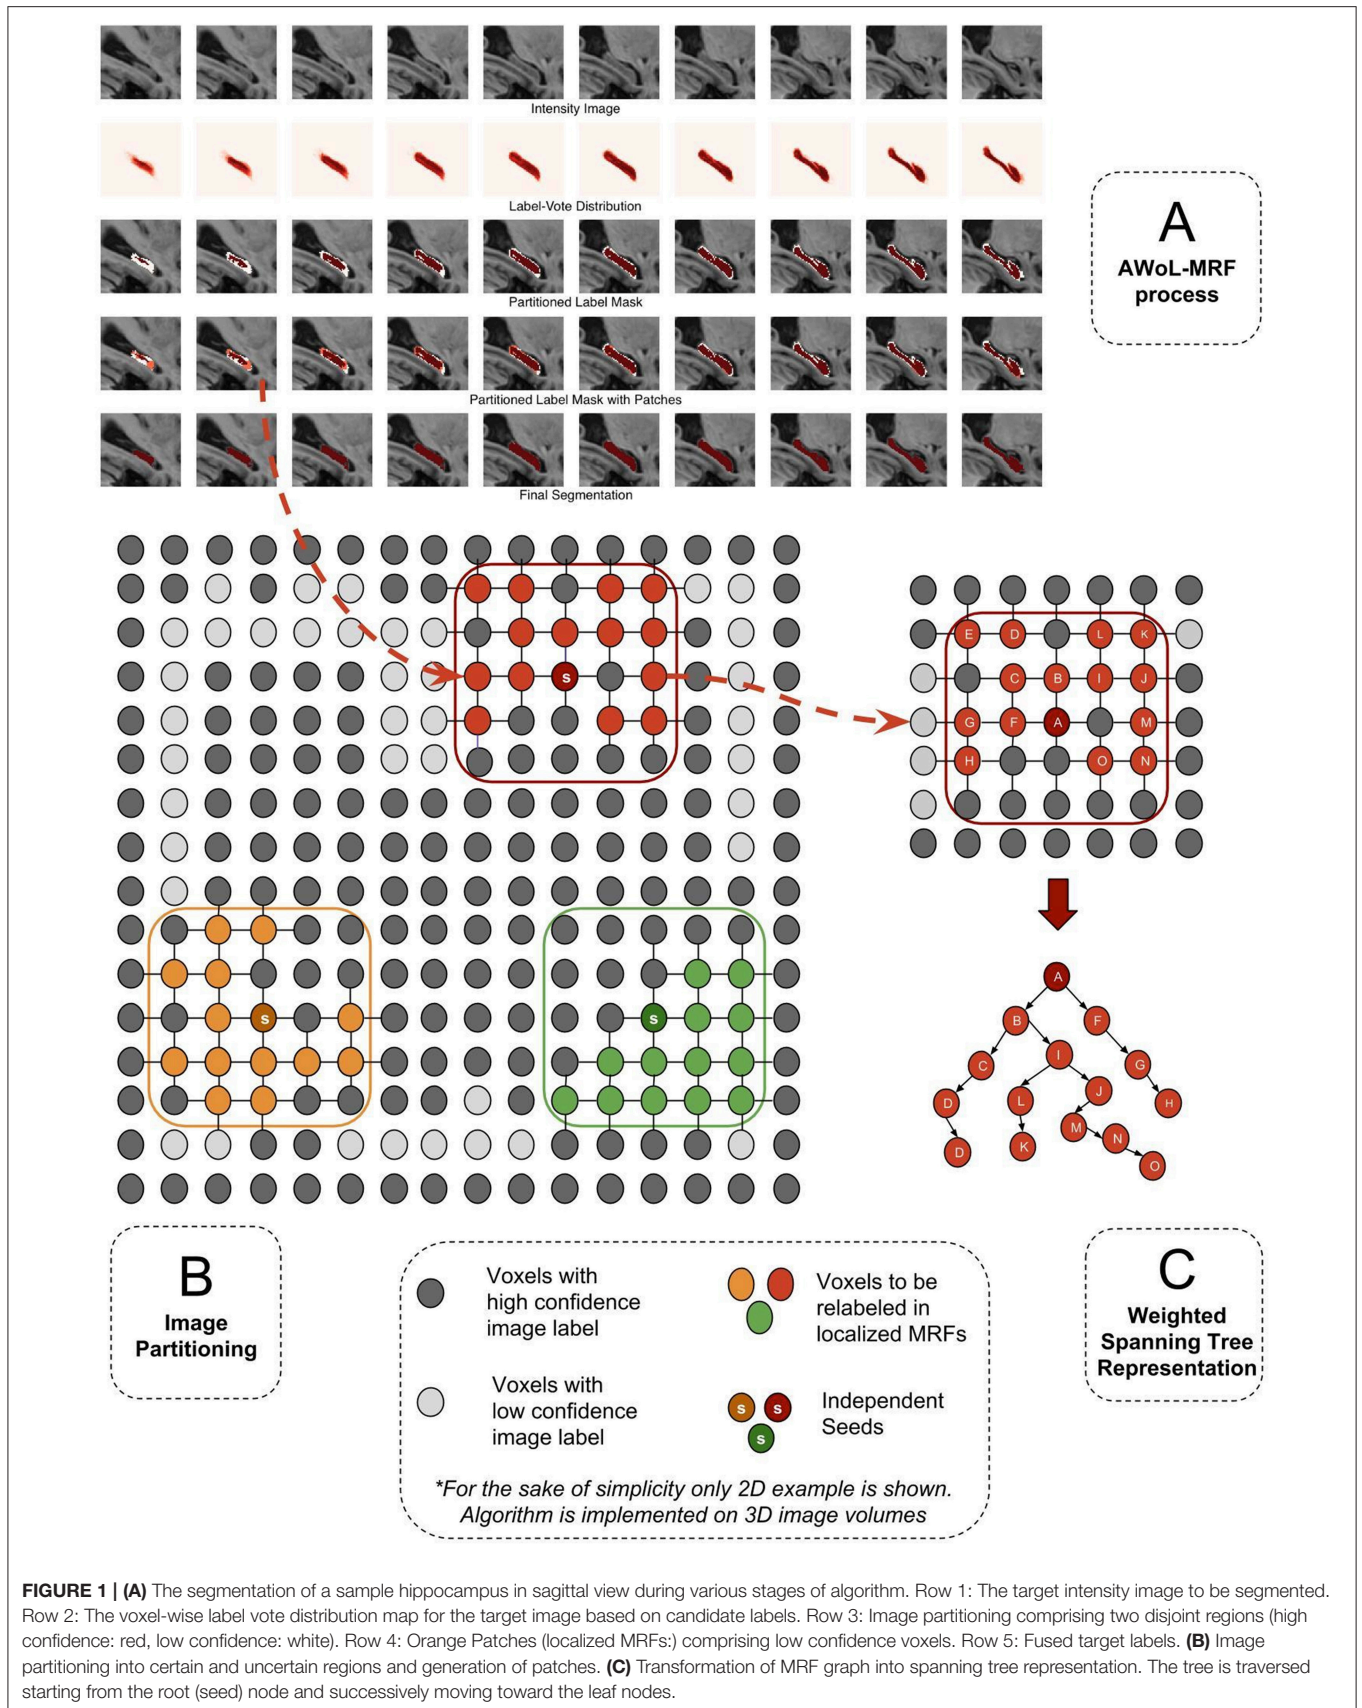 Intensity Image
Label-Vote Distribution
Partitioned Label Mask
Partitioned Label Mask with Patches
Final Segmentation
A
AWoL-MRF
process
s
E D L K
C B I J
G F A M
H O N
s
s
A
B F
I
C G
J
D L H
M N
D K O
B
Image
Partitioning
Voxels with
high confidence
image label
Voxels to be
relabeled in
localized MRFs
Voxels with
low confidence
image label
s s
s
Independent
Seeds
*For the sake of simplicity only 2D example is shown.
Algorithm is implemented on 3D image volumes
C
Weighted
Spanning Tree
Representation
FIGURE 1 | (A) The segmentation of a sample hippocampus in sagittal view during various stages of algorithm. Row 1: The target intensity image to be segmented.
Row 2: The voxel-wise label vote distribution map for the target image based on candidate labels. Row 3: Image partitioning comprising two disjoint regions (high
confidence: red, low confidence: white). Row 4: Orange Patches (localized MRFs:) comprising low confidence voxels. Row 5: Fused target labels. (B) Image
partitioning into certain and uncertain regions and generation of patches. (C) Transformation of MRF graph into spanning tree representation. The tree is traversed
starting from the root (seed) node and successively moving toward the leaf nodes.